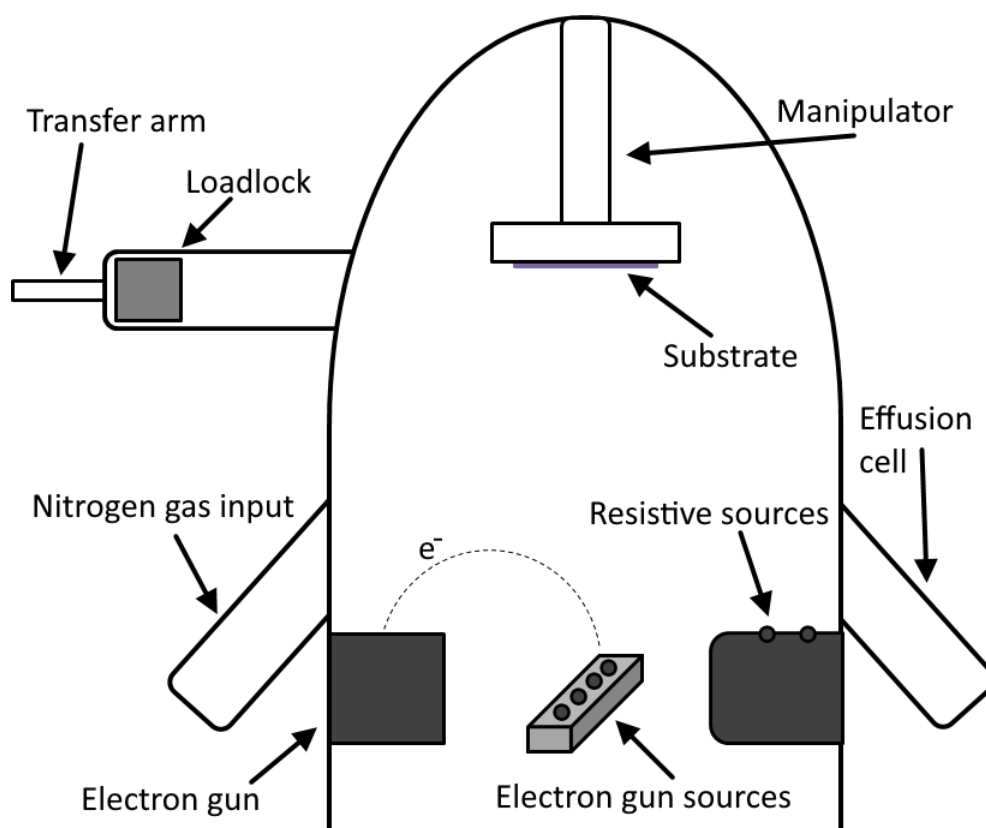 Manipulator
Transfer arm
Loadlock
Substrate
Effusion
cell
Nitrogen gas input
Resistive sources
e-
Electron gun
Electron gun sources